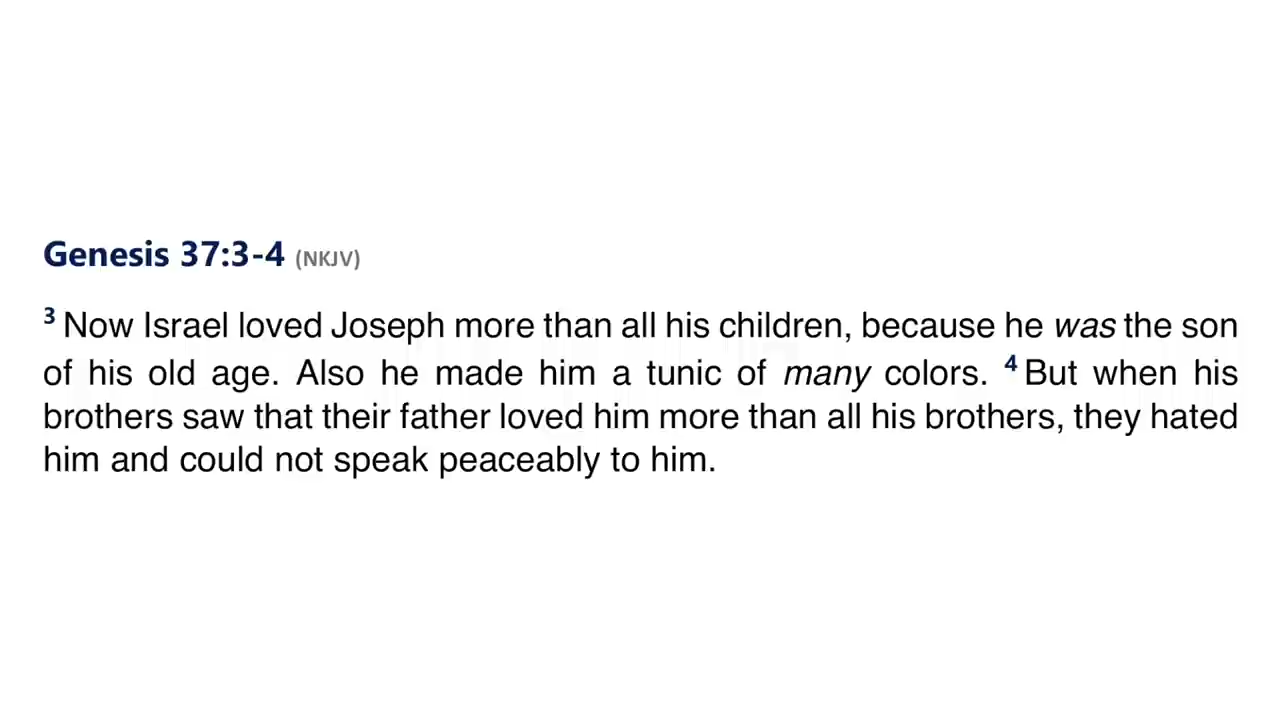 Genesis 37:3-4 (NKJV)
3 Now Israel loved Joseph more than all his children, because he was the son
of his old age. Also he made him a tunic of many colors. 4 But when his
brothers saw that their father loved him more than all his brothers, they hated
him and could not speak peaceably to him.